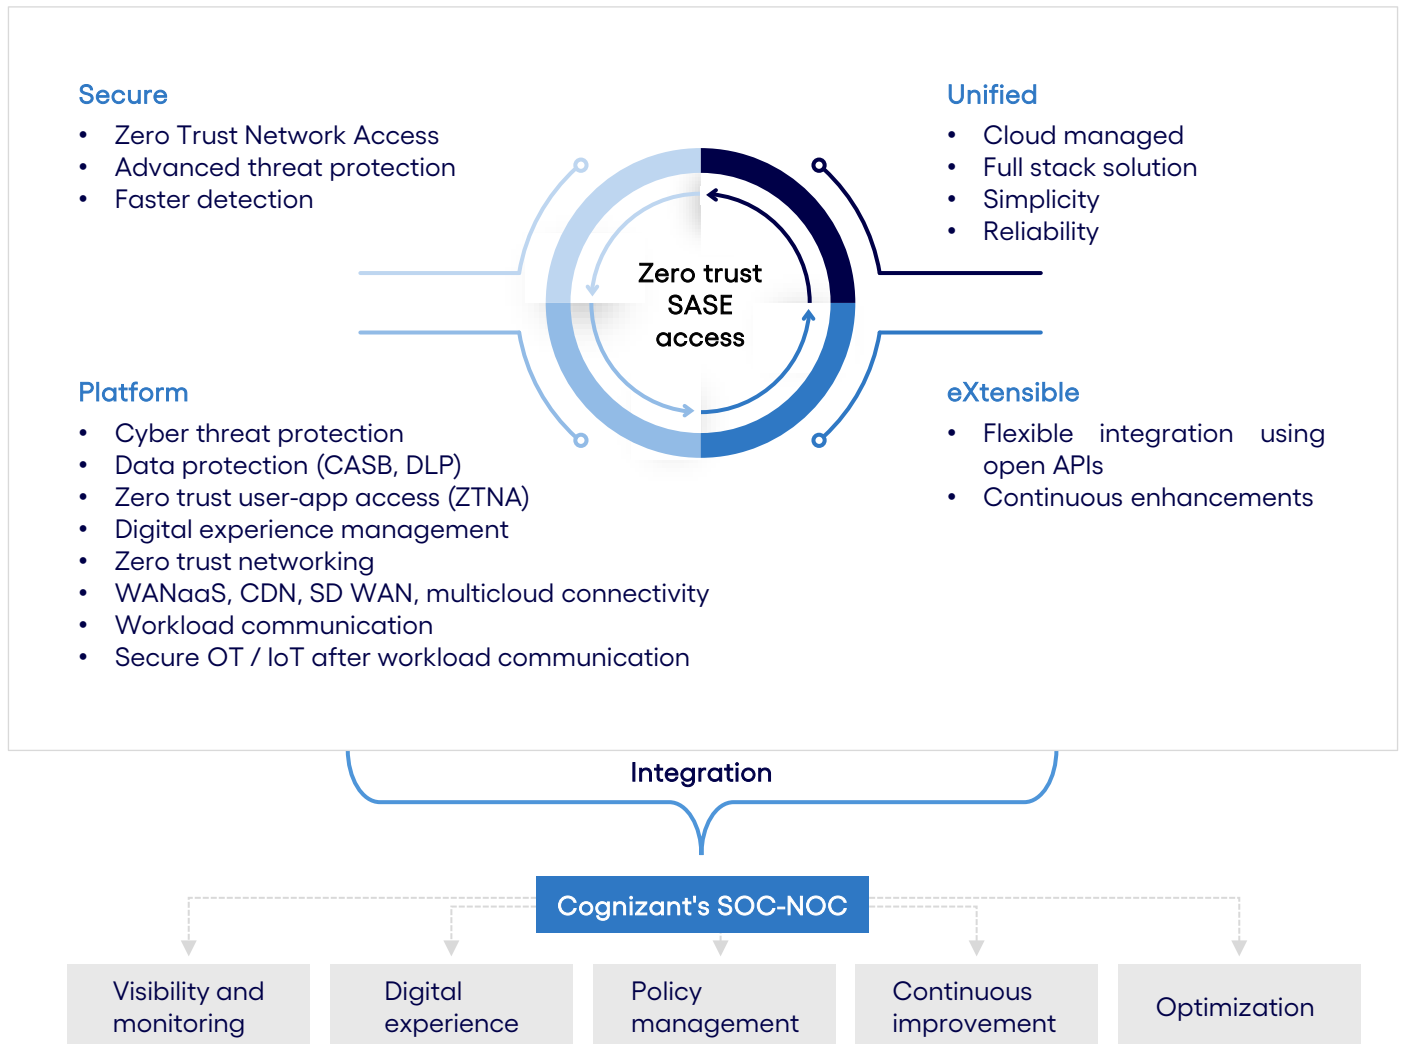 Secure
• Zero Trust Network Access
• Advanced threat protection
• Faster detection
Unified
• Cloud managed
• Full stack solution
• Simplicity
• Reliability
Zero trust
SASE
access
Platform
• Cyber threat protection
• Data protection (CASB, DLP)
• Zero trust user-app access (ZTNA)
• Digital experience management
• Zero trust networking
• WANaaS, CDN, SD WAN, multicloud connectivity
• Workload communication
• Secure OT / IoT after workload communication
eXtensible
• Flexible integration using
open APIs
• Continuous enhancements
Integration
Cognizant's SOC-NOC
Visibility and
monitoring
Digital
experience
Policy
management
Continuous
improvement
Optimization